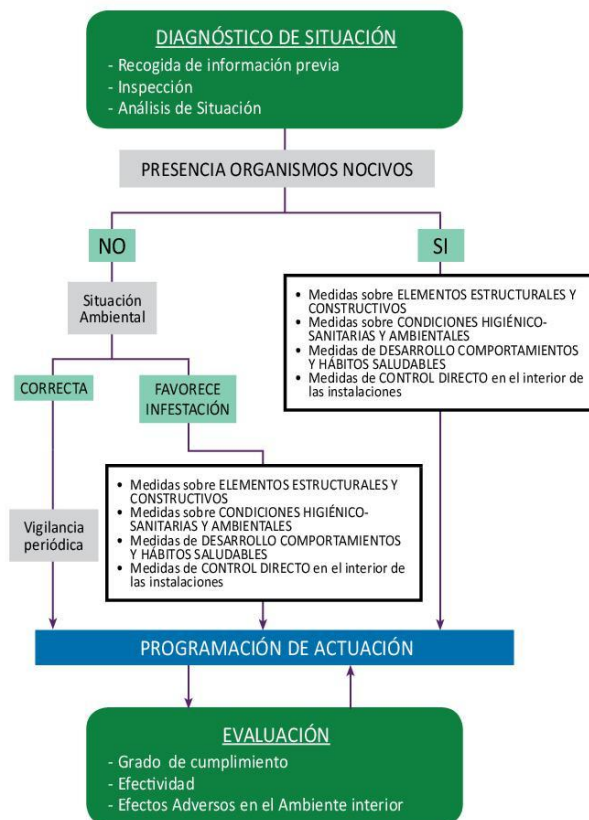 DIAGNÓSTICO DE SITUACIÓN
- Recogida de información previa
- Inspección
- Análisis de Situación
PRESENCIA ORGANISMOS NOCIVOS
NO
SI
Situación
Ambiental
• Medidas sobre ELEMENTOS ESTRUCTURALES Y
CONSTRUCTIVOS
• Medidas sobre CONDICIONES HIGIÉNICO-
SANITARIAS Y AMBIENTALES
• Medidas de DESARROLLO COMPORTAMIENTOS
Y HÁBITOS SALUDABLES
• Medidas de CONTROL DIRECTO en el interior de
las instalaciones
CORRECTA
FAVORECE
INFESTACIÓN
Vigilancia
periódica
• Medidas sobre ELEMENTOS ESTRUCTURALES Y
CONSTRUCTIVOS
• Medidas sobre CONDICIONES HIGIÉNICO-
SANITARIAS Y AMBIENTALES
• Medidas de DESARROLLO COMPORTAMIENTOS
Y HÁBITOS SALUDABLES
• Medidas de CONTROL DIRECTO en el interior de
las instalaciones
PROGRAMACIÓN DE ACTUACIÓN
EVALUACIÓN
- Grado de cumplimiento
- Efectividad
- Efectos Adversos en el Ambiente interior